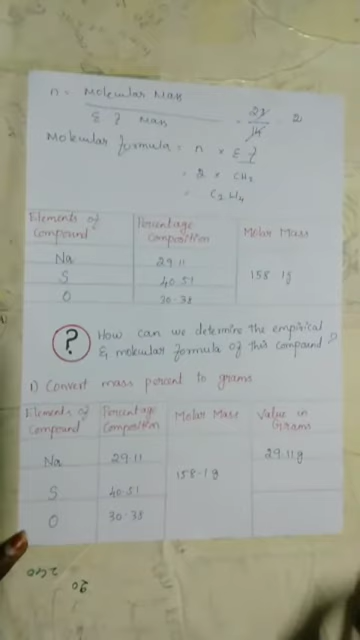 n = Molecular Mass
E F Mass = 28/14 = 2
Molecular formula = n × E F
= 2 × CH2
= C2H4
Elements of Compound Percentage Composition Molar Mass
Na 29.11
S 40.51 158.1g
O 30.38
? How can we determine the empirical
& molecular formula of this compound?
1) Convert mass percent to grams
Elements of Compound Percentage Composition Molar Mass Value in Grams
Na 29.11 29.11g
158.1g
S 40.51
O 30.38
240
20